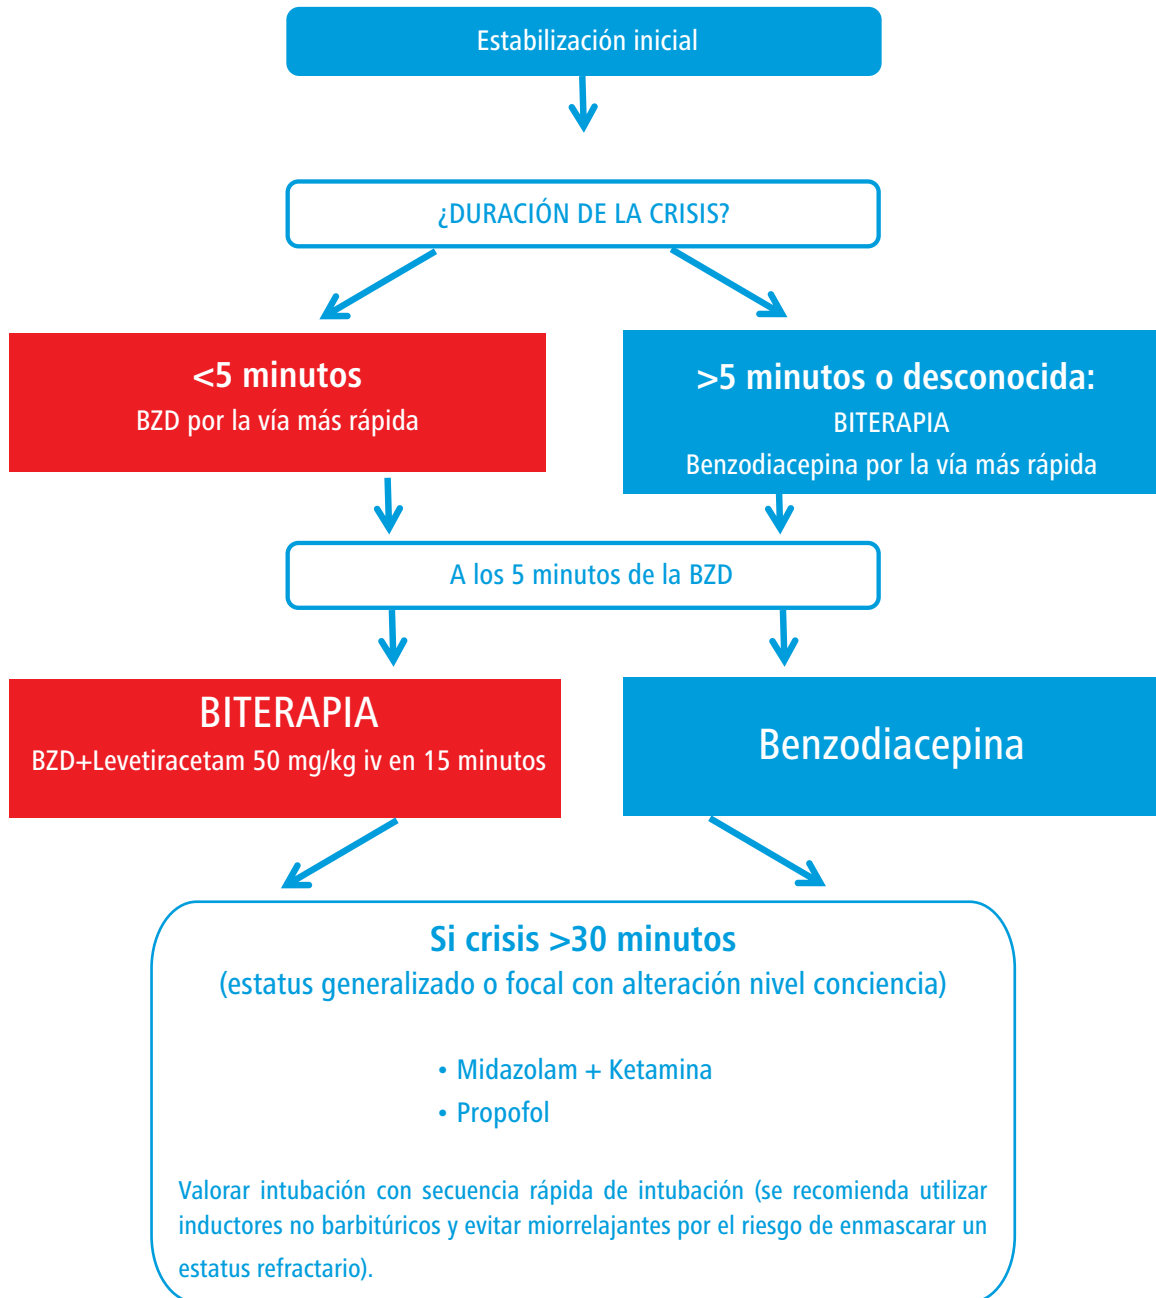 Estabilización inicial
¿DURACIÓN DE LA CRISIS?
<5 minutos
BZD por la vía más rápida
>5 minutos o desconocida:
BITERAPIA
Benzodiacepina por la vía más rápida
A los 5 minutos de la BZD
BITERAPIA
BZD+Levetiracetam 50 mg/kg iv en 15 minutos
Benzodiacepina
Si crisis >30 minutos
(estatus generalizado o focal con alteración nivel conciencia)
• Midazolam + Ketamina
• Propofol
Valorar intubación con secuencia rápida de intubación (se recomienda utilizar
inductores no barbitúricos y evitar miorrelajantes por el riesgo de enmascarar un
estatus refractario).